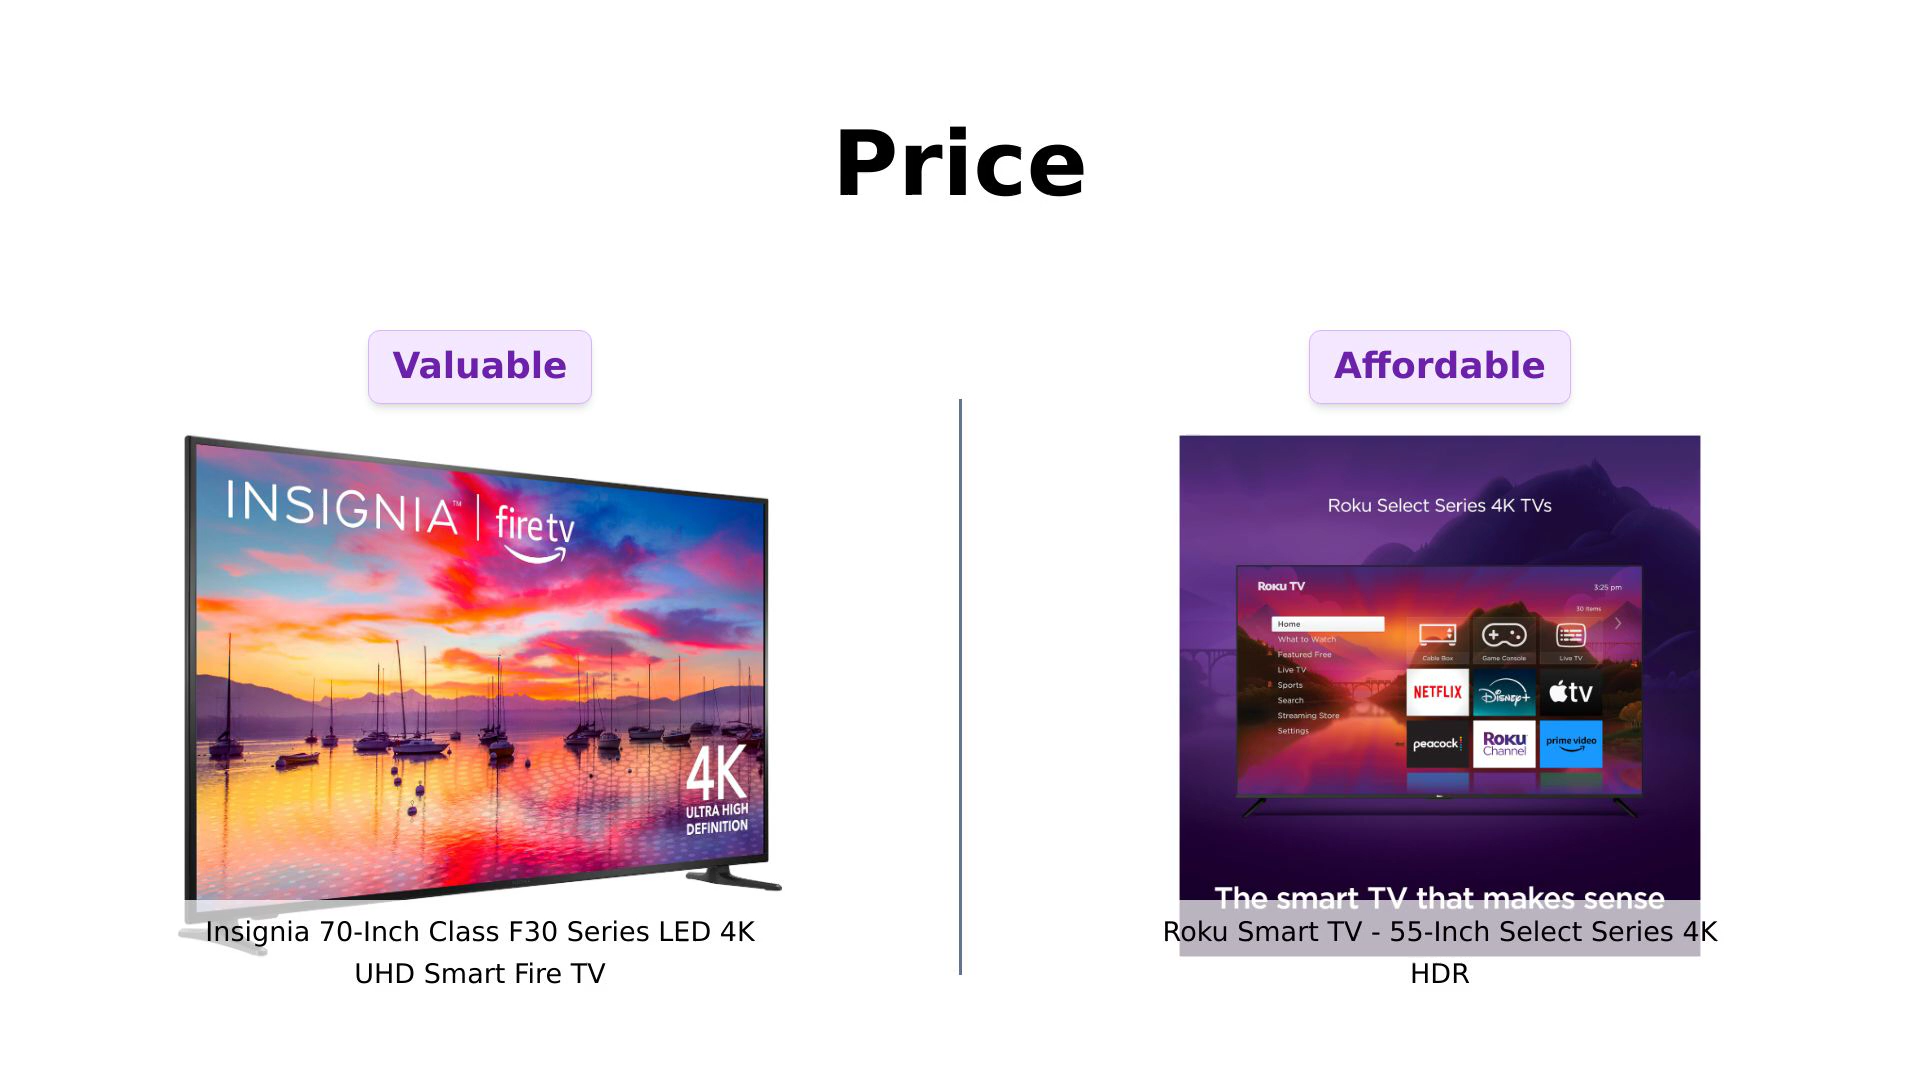 Price
Valuable
Affordable
INSIGNIA™ | fire tv
4K
ULTRA HIGH
DEFINITION
Insignia 70-Inch Class F30 Series LED 4K
UHD Smart Fire TV
Roku Select Series 4K TVs
Roku TV
3:25 pm
30 Items
Home
What to Watch
Featured Free
Live TV
Sports
Search
Streaming Store
Settings
Cable Box
Game Console
Live TV
NETFLIX
Disney+
tv
peacock
Roku
Channel
prime video
The smart TV that makes sense
Roku Smart TV - 55-Inch Select Series 4K
HDR